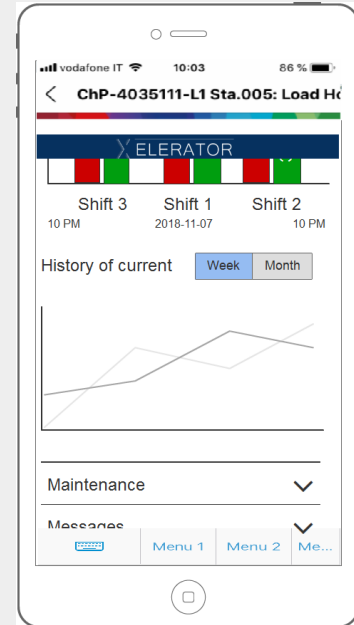 vodafone IT 10:03 86 %
ChP-4035111-L1 Sta.005: Load Ho
XELERATOR
Shift 3 Shift 1 Shift 2
10 PM 2018-11-07 10 PM
History of current Week Month
Maintenance
Messages
Menu 1 Menu 2 Me...